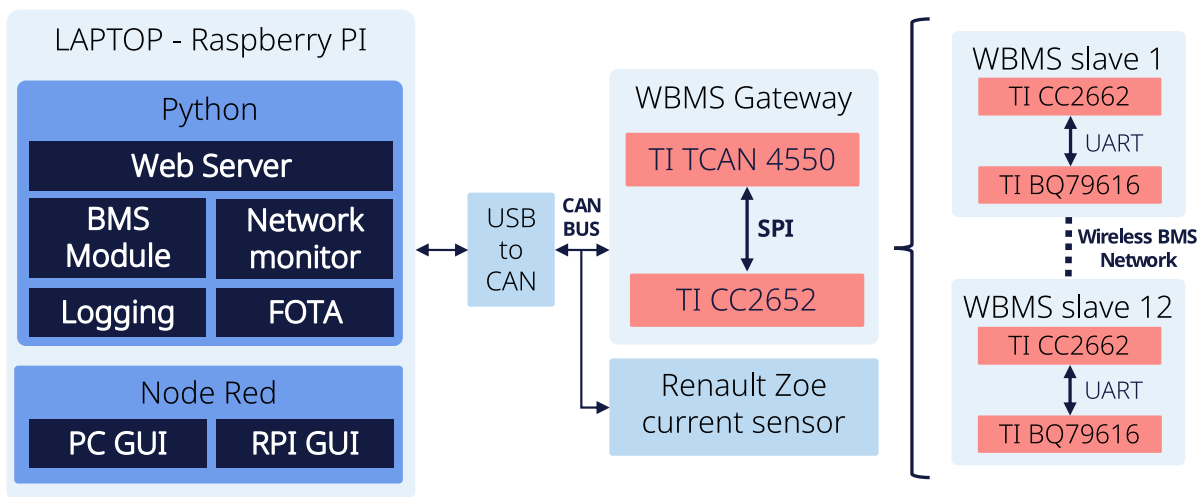 LAPTOP - Raspberry PI
Python
Web Server
BMS
Module
Network
monitor
Logging
FOTA
Node Red
PC GUI
RPI GUI
USB
to
CAN
CAN
BUS
WBMS Gateway
TI TCAN 4550
SPI
TI CC2652
Renault Zoe
current sensor
WBMS slave 1
TI CC2662
UART
TI BQ79616
Wireless BMS
Network
WBMS slave 12
TI CC2662
UART
TI BQ79616